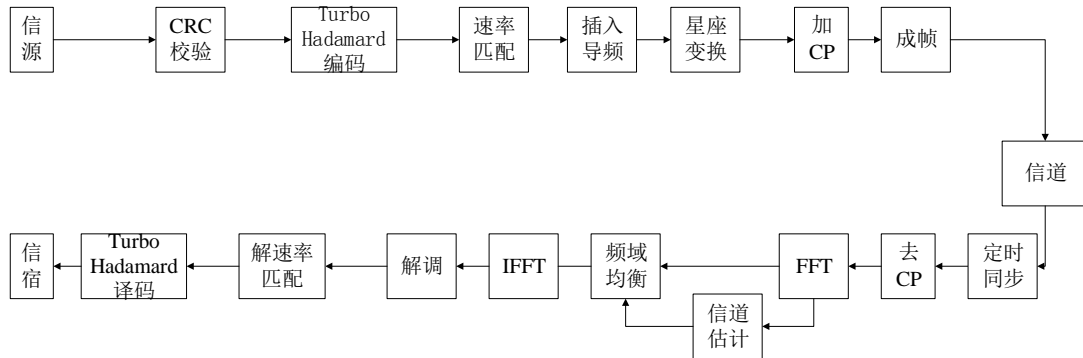 信
源
CRC
校验
Turbo
Hadamard
编码
速率
匹配
插入
导频
星座
变换
加
CP
成帧
信道
信
宿
Turbo
Hadamard
译码
解速率
匹配
解调
IFFT
频域
均衡
FFT
去
CP
定时
同步
信道
估计